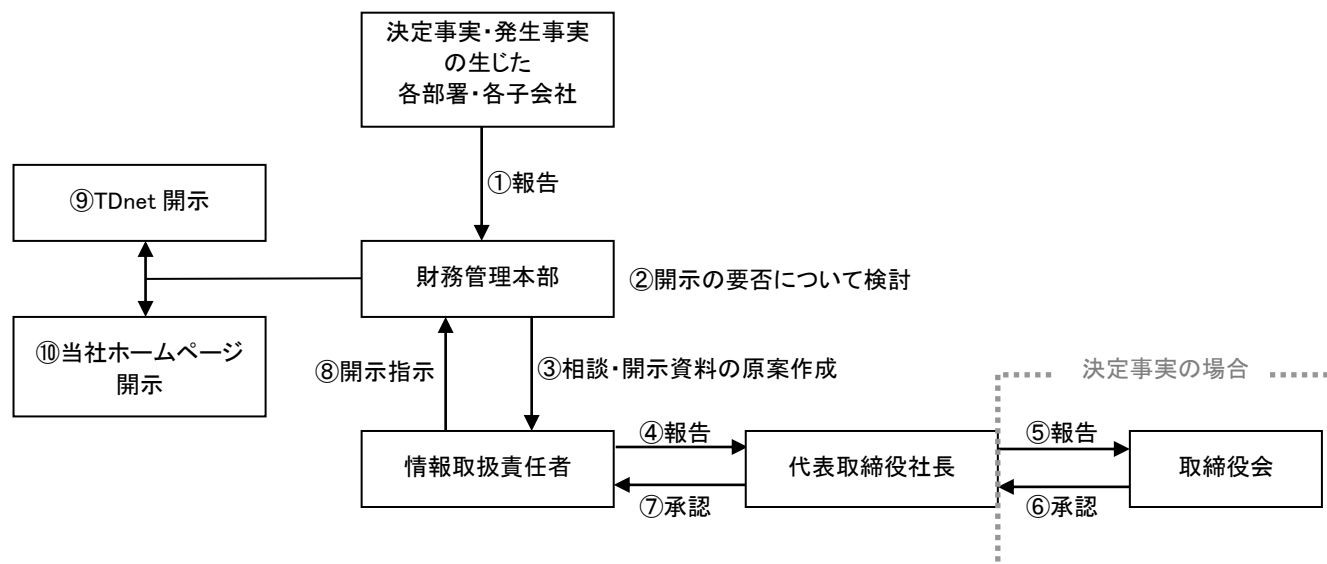 決定事実・発生事実
の生じた
各部署・各子会社
①報告
⑨TDnet 開示
財務管理本部
②開示の要否について検討
⑩当社ホームページ
開示
⑧開示指示
③相談・開示資料の原案作成
決定事実の場合
情報取扱責任者
④報告
⑦承認
代表取締役社長
⑤報告
⑥承認
取締役会